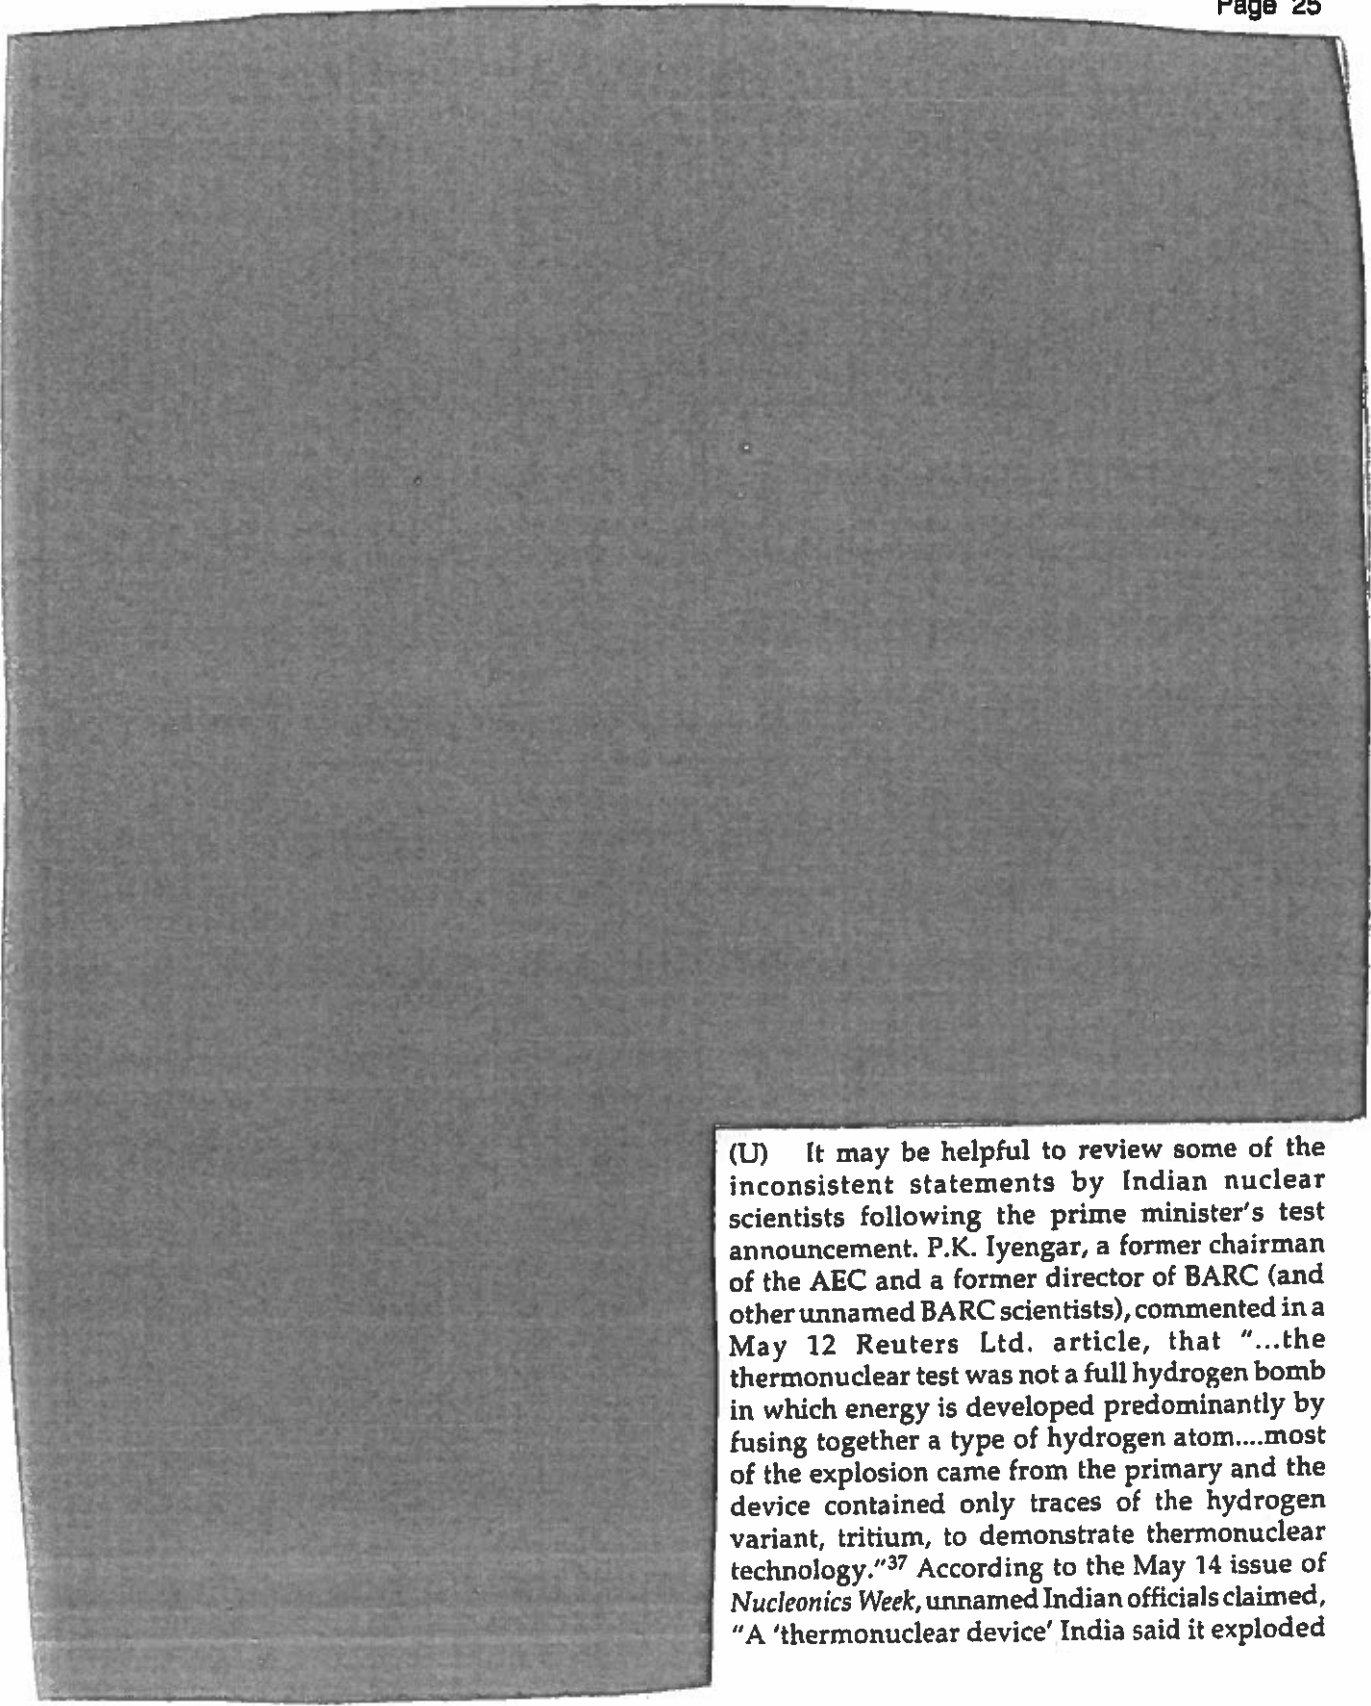 Page 25
(U) It may be helpful to review some of the
inconsistent statements by Indian nuclear
scientists following the prime minister's test
announcement. P.K. Iyengar, a former chairman
of the AEC and a former director of BARC (and
other unnamed BARC scientists), commented in a
May 12 Reuters Ltd. article, that "...the
thermonuclear test was not a full hydrogen bomb
in which energy is developed predominantly by
fusing together a type of hydrogen atom....most
of the explosion came from the primary and the
device contained only traces of the hydrogen
variant, tritium, to demonstrate thermonuclear
technology."37 According to the May 14 issue of
Nucleonics Week, unnamed Indian officials claimed,
"A 'thermonuclear device' India said it exploded